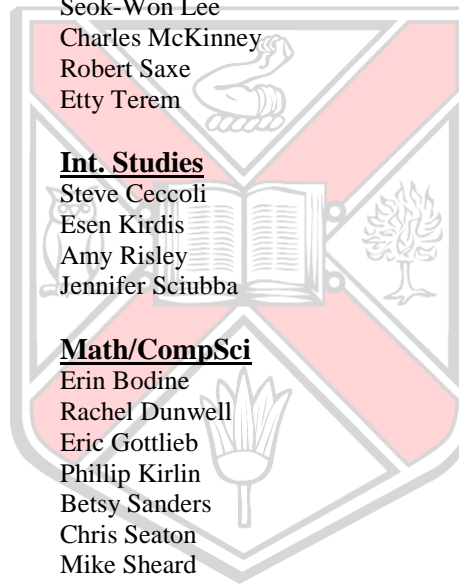 Seok-Won Lee
Charles McKinney
Robert Saxe
Etty Terem
Int. Studies
Steve Ceccoli
Esen Kirdis
Amy Risley
Jennifer Sciubba
Math/CompSci
Erin Bodine
Rachel Dunwell
Eric Gottlieb
Phillip Kirlin
Betsy Sanders
Chris Seaton
Mike Sheard